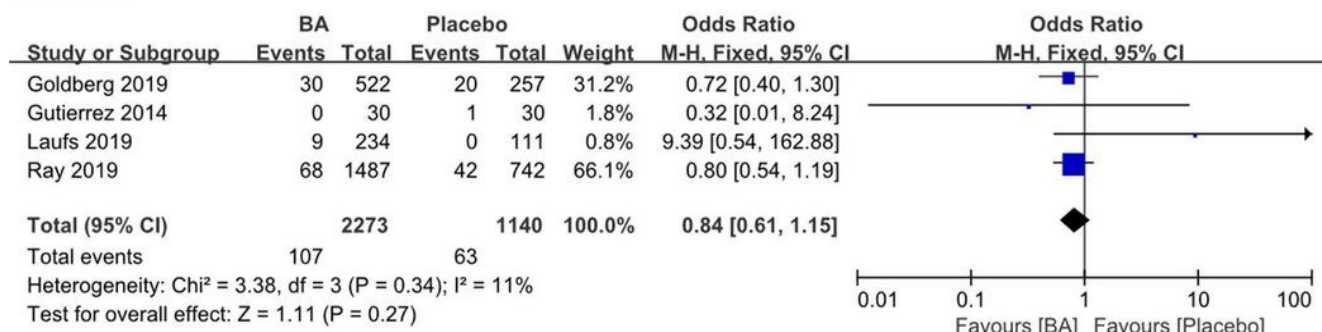 BA Placebo Odds Ratio Odds Ratio
Study or Subgroup Events Total Events Total Weight M-H, Fixed, 95% CI M-H, Fixed, 95% CI
Goldberg 2019 30 522 20 257 31.2% 0.72 [0.40, 1.30]
Gutierrez 2014 0 30 1 30 1.8% 0.32 [0.01, 8.24]
Laufs 2019 9 234 0 111 0.8% 9.39 [0.54, 162.88]
Ray 2019 68 1487 42 742 66.1% 0.80 [0.54, 1.19]
Total (95% CI) 2273 1140 100.0% 0.84 [0.61, 1.15]
Total events 107 63
Heterogeneity: Chi² = 3.38, df = 3 (P = 0.34); I² = 11%
Test for overall effect: Z = 1.11 (P = 0.27)
0.01 0.1 1 10 100
Favours [BA] Favours [Placebo]